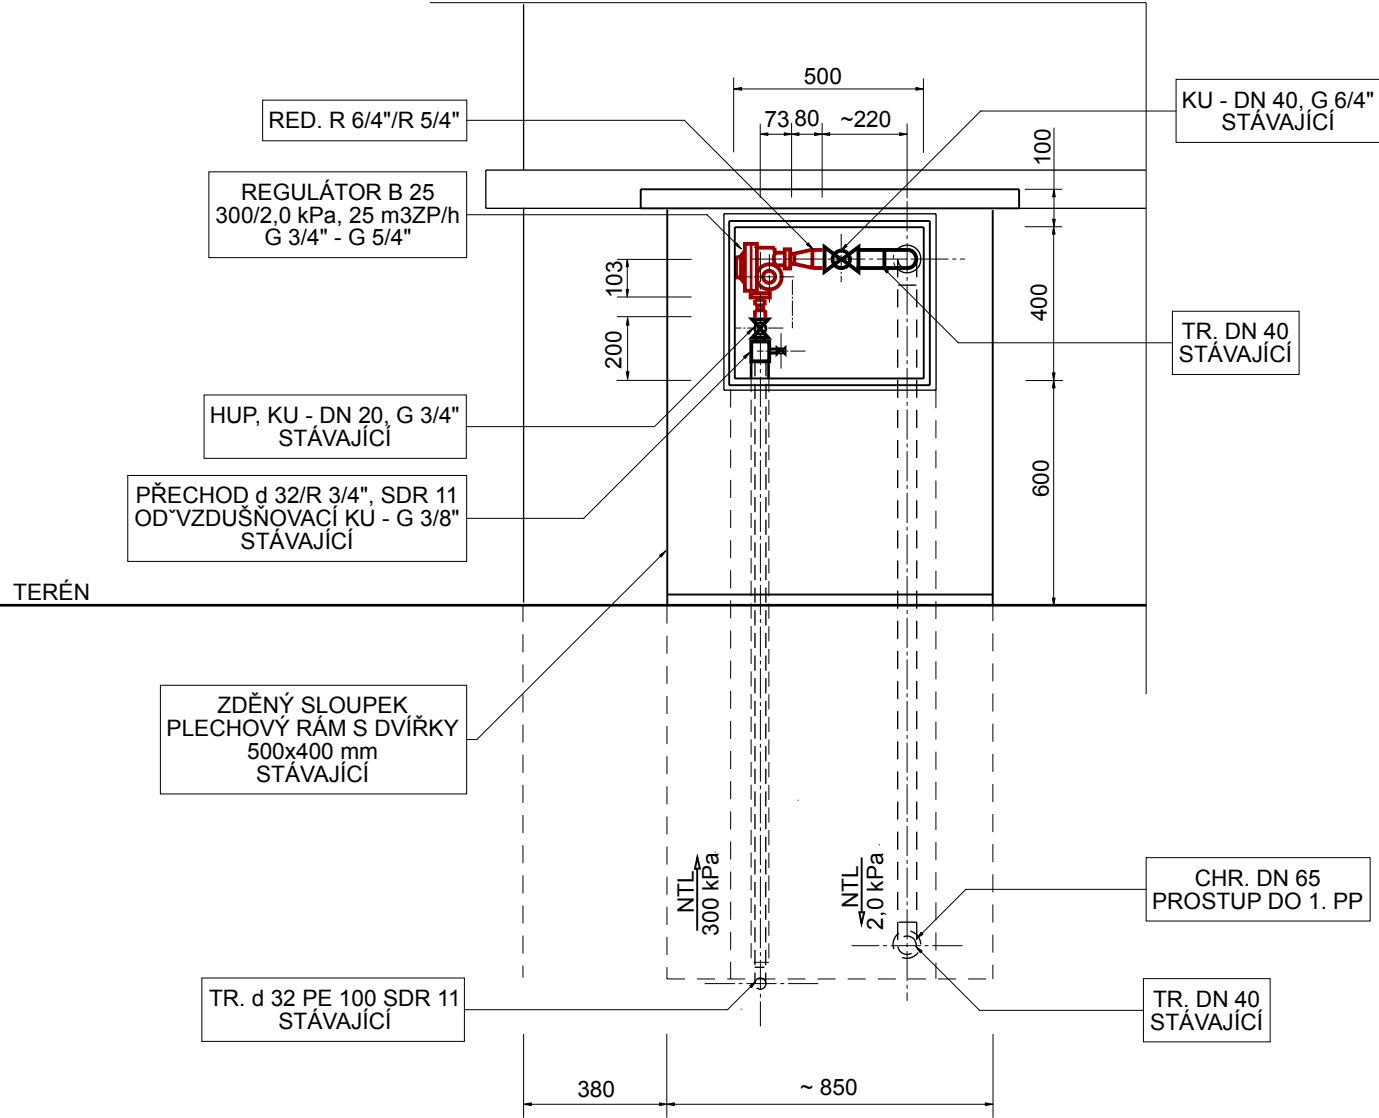 500
73
80
~220
KU - DN 40, G 6/4"
STÁVAJÍCÍ
RED. R 6/4"/R 5/4"
100
REGULÁTOR B 25
300/2,0 kPa, 25 m3ZP/h
G 3/4" - G 5/4"
103
400
200
TR. DN 40
STÁVAJÍCÍ
HUP, KU - DN 20, G 3/4"
STÁVAJÍCÍ
600
PŘECHOD d 32/R 3/4", SDR 11
ODˇVZDUŠŇOVACÍ KU - G 3/8"
STÁVAJÍCÍ
TERÉN
ZDĚNÝ SLOUPEK
PLECHOVÝ RÁM S DVÍŘKY
500x400 mm
STÁVAJÍCÍ
NTL
300 kPa
NTL
2,0 kPa
CHR. DN 65
PROSTUP DO 1. PP
TR. d 32 PE 100 SDR 11
STÁVAJÍCÍ
TR. DN 40
STÁVAJÍCÍ
380
~ 850